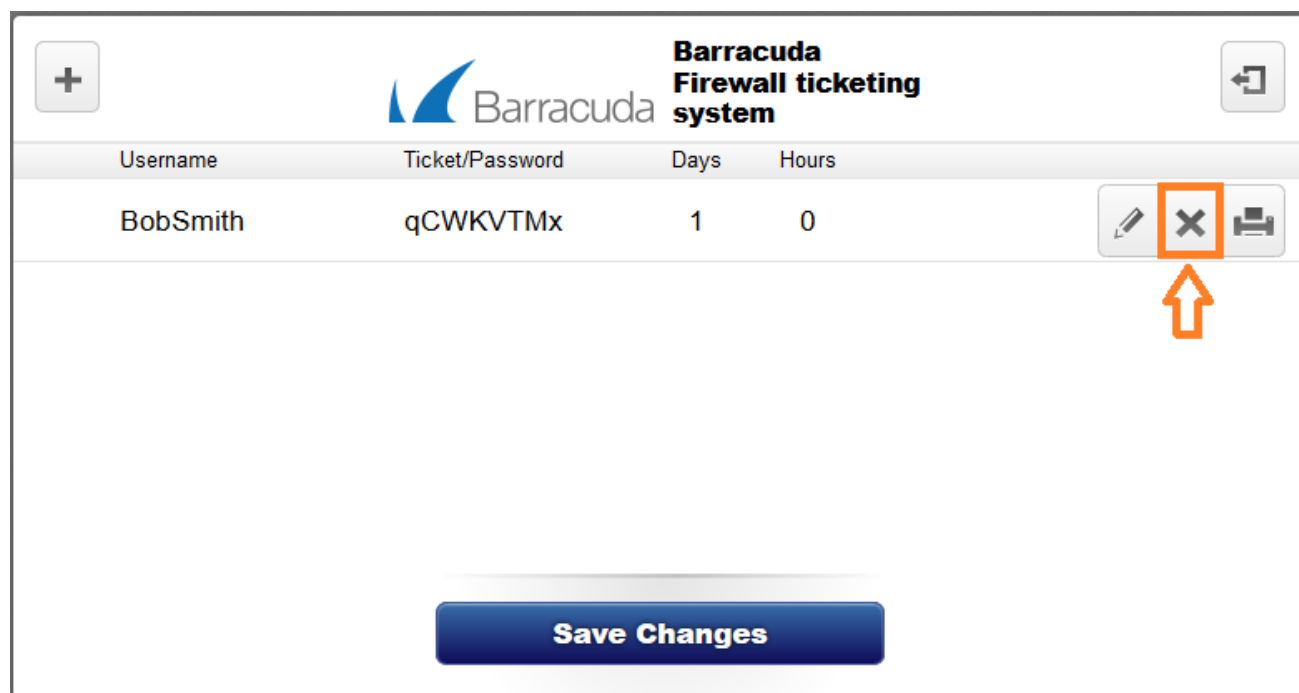 Barracuda
Barracuda
Firewall ticketing
system
Username Ticket/Password Days Hours
BobSmith qCWKVTMx 1 0
Save Changes